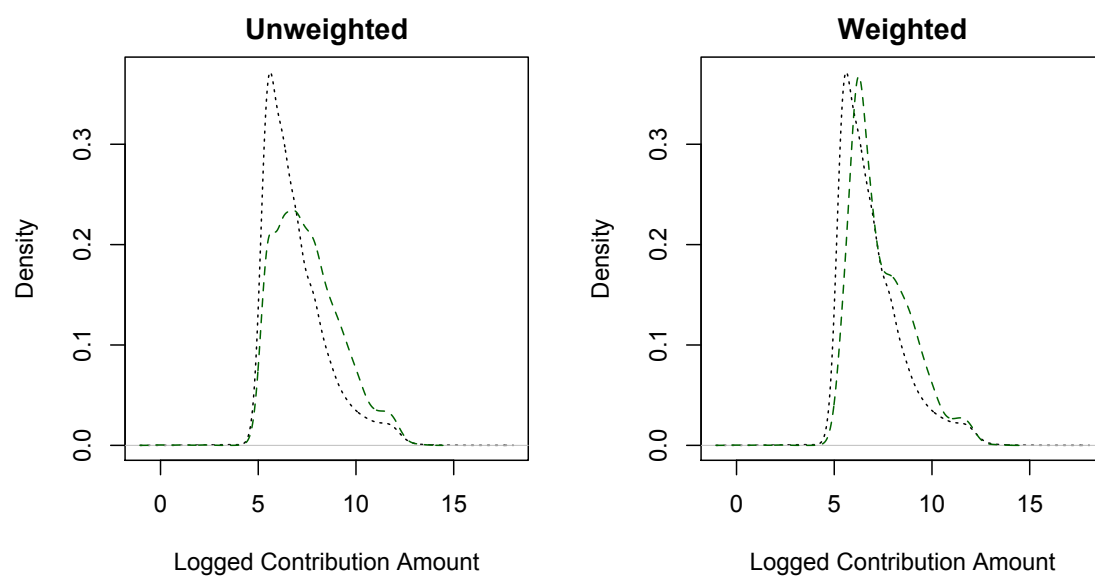 Unweighted
0.3
0.2
0.1
0.0
Density
0 5 10 15
Logged Contribution Amount
Weighted
0.3
0.2
0.1
0.0
Density
0 5 10 15
Logged Contribution Amount